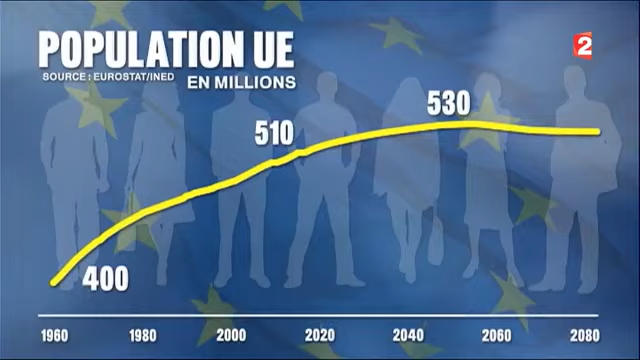 POPULATION UE
SOURCE : EUROSTAT/INED
EN MILLIONS
2
530
510
400
1960 1980 2000 2020 2040 2060 2080